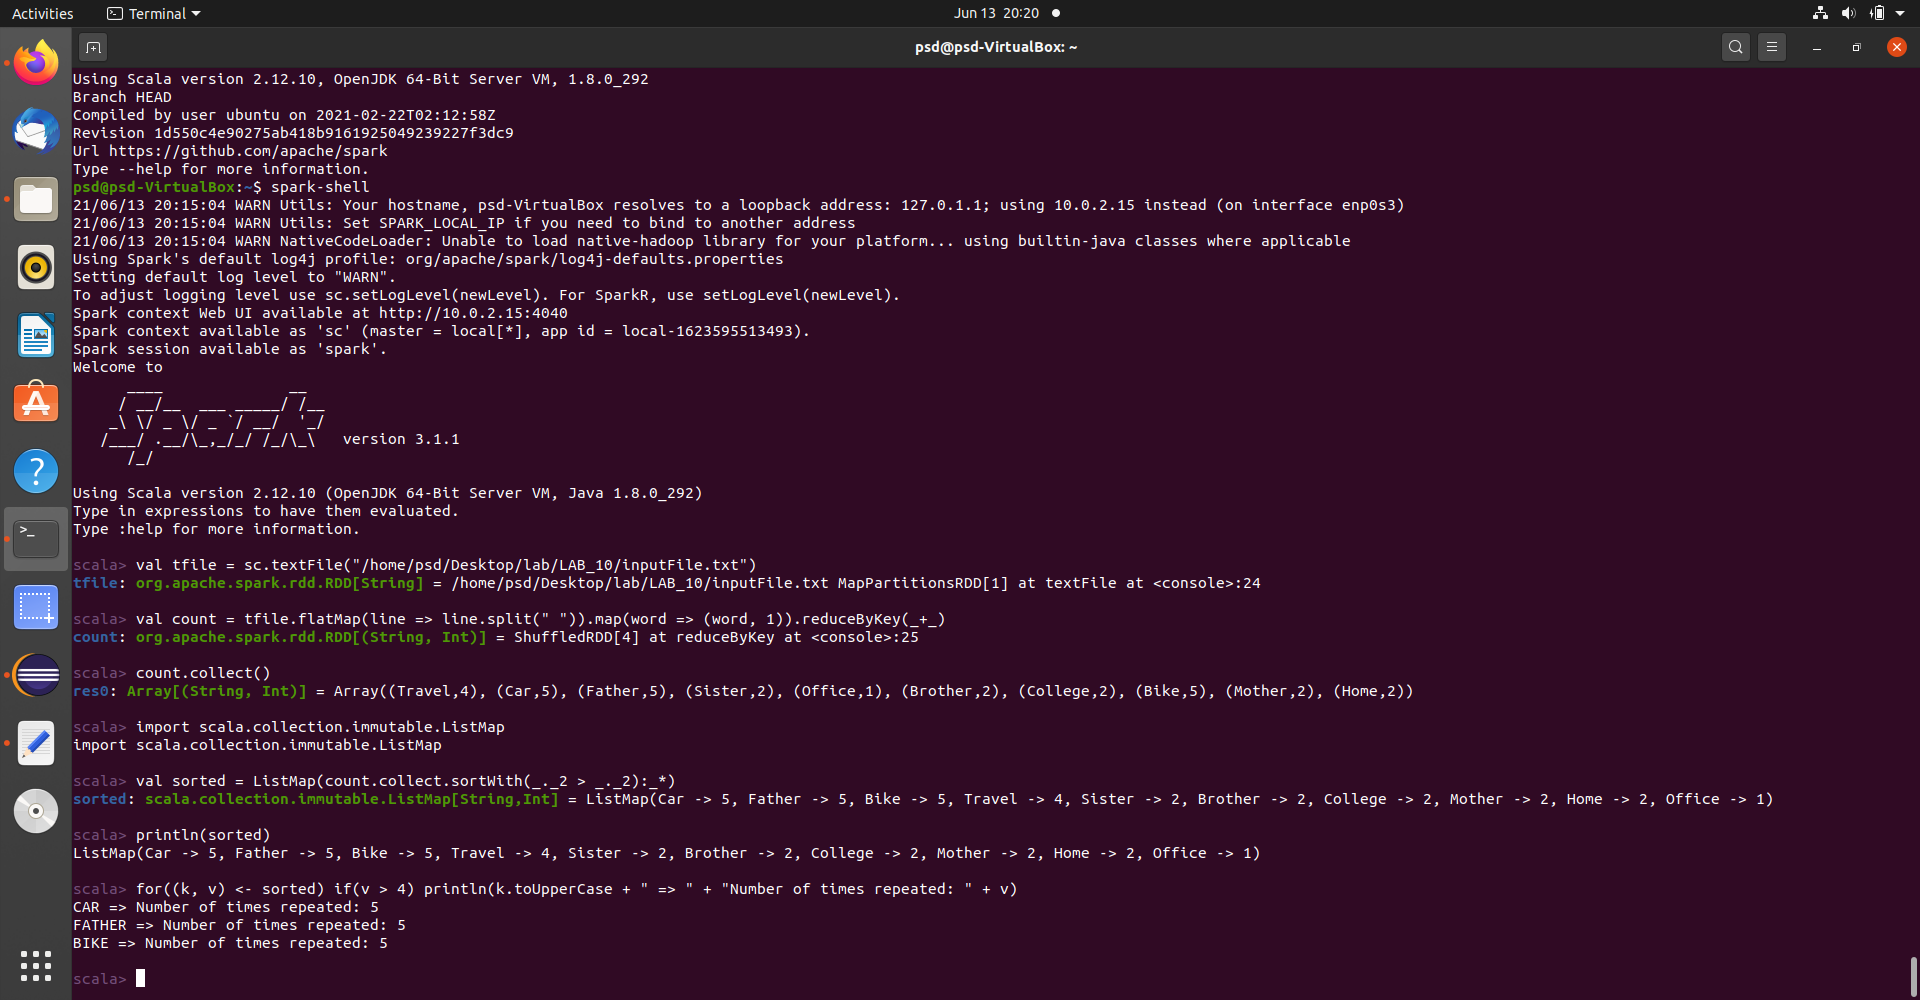 Activities
Terminal
Jun 13 20:20
psd@psd-VirtualBox: ~
Using Scala version 2.12.10, OpenJDK 64-Bit Server VM, 1.8.0_292
Branch HEAD
Compiled by user ubuntu on 2021-02-22T02:12:58Z
Revision 1d550c4e90275ab418b9161925049239227f3dc9
Url https://github.com/apache/spark
Type --help for more information.
psd@psd-VirtualBox:~$ spark-shell
21/06/13 20:15:04 WARN Utils: Your hostname, psd-VirtualBox resolves to a loopback address: 127.0.1.1; using 10.0.2.15 instead (on interface enp0s3)
21/06/13 20:15:04 WARN Utils: Set SPARK_LOCAL_IP if you need to bind to another address
21/06/13 20:15:04 WARN NativeCodeLoader: Unable to load native-hadoop library for your platform... using builtin-java classes where applicable
Using Spark's default log4j profile: org/apache/spark/log4j-defaults.properties
Setting default log level to "WARN".
To adjust logging level use sc.setLogLevel(newLevel). For SparkR, use setLogLevel(newLevel).
Spark context Web UI available at http://10.0.2.15:4040
Spark context available as 'sc' (master = local[*], app id = local-1623595513493).
Spark session available as 'spark'.
Welcome to
      ____              __
     / __/__  ___ _____/ /__
    _\ \/ _ \/ _ `/ __/  '_/
   /___/ .__/\_,_/_/ /_/\_\   version 3.1.1
      /_/
Using Scala version 2.12.10 (OpenJDK 64-Bit Server VM, Java 1.8.0_292)
Type in expressions to have them evaluated.
Type :help for more information.
scala> val tfile = sc.textFile("/home/psd/Desktop/lab/LAB_10/inputFile.txt")
tfile: org.apache.spark.rdd.RDD[String] = /home/psd/Desktop/lab/LAB_10/inputFile.txt MapPartitionsRDD[1] at textFile at <console>:24
scala> val count = tfile.flatMap(line => line.split(" ")).map(word => (word, 1)).reduceByKey(_+_)
count: org.apache.spark.rdd.RDD[(String, Int)] = ShuffledRDD[4] at reduceByKey at <console>:25
scala> count.collect()
res0: Array[(String, Int)] = Array((Travel,4), (Car,5), (Father,5), (Sister,2), (Office,1), (Brother,2), (College,2), (Bike,5), (Mother,2), (Home,2))
scala> import scala.collection.immutable.ListMap
import scala.collection.immutable.ListMap
scala> val sorted = ListMap(count.collect.sortWith(_._2 > _._2):_*)
sorted: scala.collection.immutable.ListMap[String,Int] = ListMap(Car -> 5, Father -> 5, Bike -> 5, Travel -> 4, Sister -> 2, Brother -> 2, College -> 2, Mother -> 2, Home -> 2, Office -> 1)
scala> println(sorted)
ListMap(Car -> 5, Father -> 5, Bike -> 5, Travel -> 4, Sister -> 2, Brother -> 2, College -> 2, Mother -> 2, Home -> 2, Office -> 1)
scala> for((k, v) <- sorted) if(v > 4) println(k.toUpperCase + " => " + "Number of times repeated: " + v)
CAR => Number of times repeated: 5
FATHER => Number of times repeated: 5
BIKE => Number of times repeated: 5
scala>